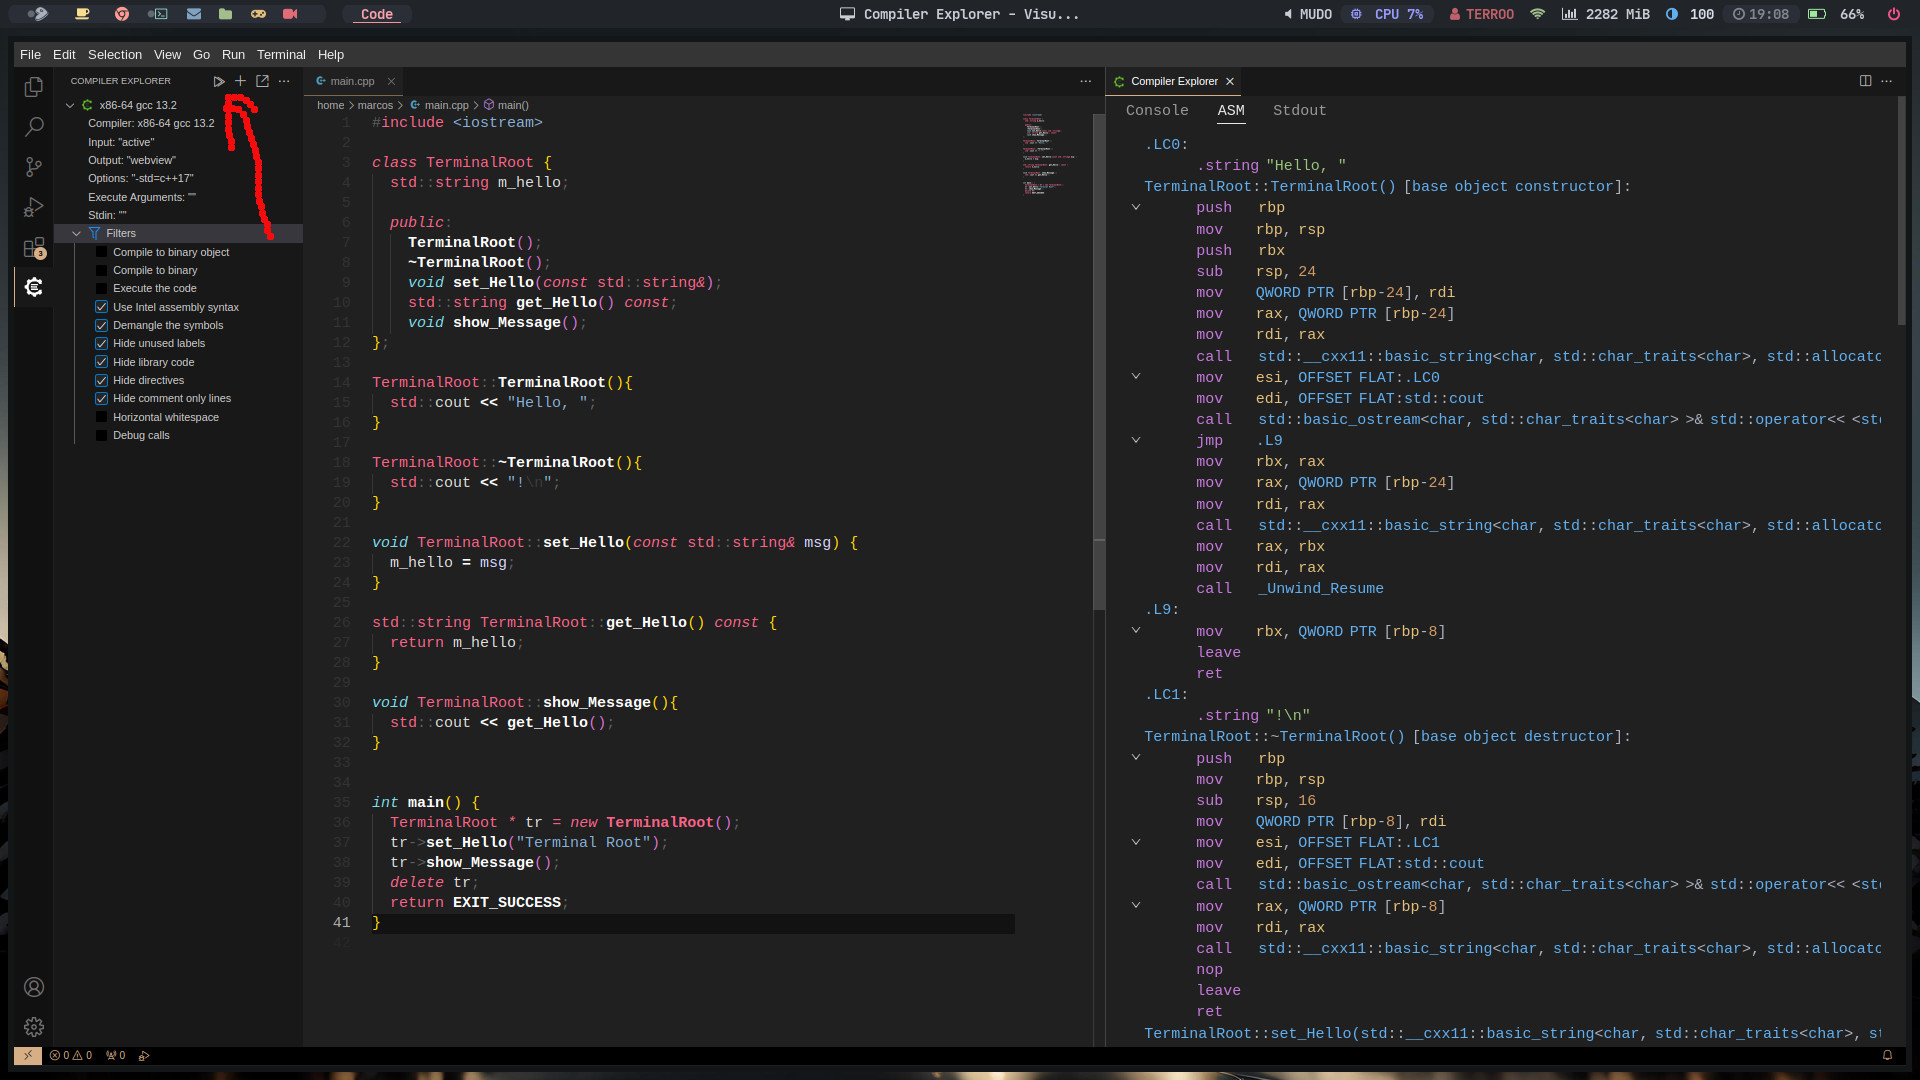 Code
Compiler Explorer - Visu...
MUDO
CPU 7%
TERROO
2282 MiB
100
19:08
66%
File Edit Selection View Go Run Terminal Help
COMPILER EXPLORER
x86-64 gcc 13.2
Compiler: x86-64 gcc 13.2
Input: "active"
Output: "webview"
Options: "-std=c++17"
Execute Arguments: ""
Stdin: ""
Filters
Compile to binary object
Compile to binary
Execute the code
Use Intel assembly syntax
Demangle the symbols
Hide unused labels
Hide library code
Hide directives
Hide comment only lines
Horizontal whitespace
Debug calls
3
main.cpp
home > marcos > main.cpp > main()
1 #include <iostream>
2
3 class TerminalRoot {
4 std::string m_hello;
5
6 public:
7 TerminalRoot();
8 ~TerminalRoot();
9 void set_Hello(const std::string&);
10 std::string get_Hello() const;
11 void show_Message();
12 };
13
14 TerminalRoot::TerminalRoot(){
15 std::cout << "Hello, ";
16 }
17
18 TerminalRoot::~TerminalRoot(){
19 std::cout << "!\n";
20 }
21
22 void TerminalRoot::set_Hello(const std::string& msg) {
23 m_hello = msg;
24 }
25
26 std::string TerminalRoot::get_Hello() const {
27 return m_hello;
28 }
29
30 void TerminalRoot::show_Message(){
31 std::cout << get_Hello();
32 }
33
34
35 int main() {
36 TerminalRoot * tr = new TerminalRoot();
37 tr->set_Hello("Terminal Root");
38 tr->show_Message();
39 delete tr;
40 return EXIT_SUCCESS;
41 }
42
Compiler Explorer
Console ASM Stdout
.LC0:
.string "Hello, "
TerminalRoot::TerminalRoot() [base object constructor]:
push rbp
mov rbp, rsp
push rbx
sub rsp, 24
mov QWORD PTR [rbp-24], rdi
mov rax, QWORD PTR [rbp-24]
mov rdi, rax
call std::__cxx11::basic_string<char, std::char_traits<char>, std::allocato
mov esi, OFFSET FLAT:.LC0
mov edi, OFFSET FLAT:std::cout
call std::basic_ostream<char, std::char_traits<char> >& std::operator<< <std
jmp .L9
mov rbx, rax
mov rax, QWORD PTR [rbp-24]
mov rdi, rax
call std::__cxx11::basic_string<char, std::char_traits<char>, std::allocato
mov rax, rbx
mov rdi, rax
call _Unwind_Resume
.L9:
mov rbx, QWORD PTR [rbp-8]
leave
ret
.LC1:
.string "!\n"
TerminalRoot::~TerminalRoot() [base object destructor]:
push rbp
mov rbp, rsp
sub rsp, 16
mov QWORD PTR [rbp-8], rdi
mov esi, OFFSET FLAT:.LC1
mov edi, OFFSET FLAT:std::cout
call std::basic_ostream<char, std::char_traits<char> >& std::operator<< <std
mov rax, QWORD PTR [rbp-8]
mov rdi, rax
call std::__cxx11::basic_string<char, std::char_traits<char>, std::allocato
nop
leave
ret
TerminalRoot::set_Hello(std::__cxx11::basic_string<char, std::char_traits<char>, st
0 0 0